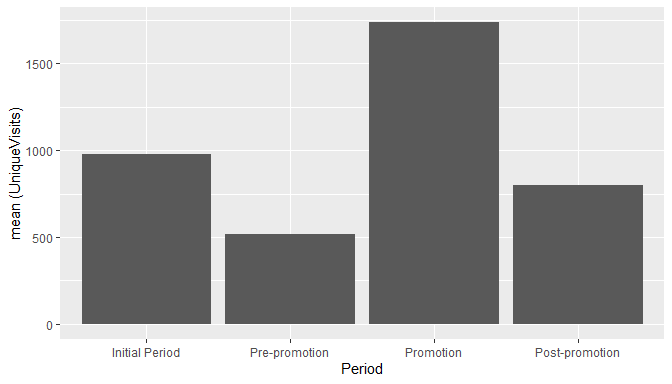 mean (UniqueVisits)
1500
1000
500
0
Initial Period
Pre-promotion
Promotion
Post-promotion
Period